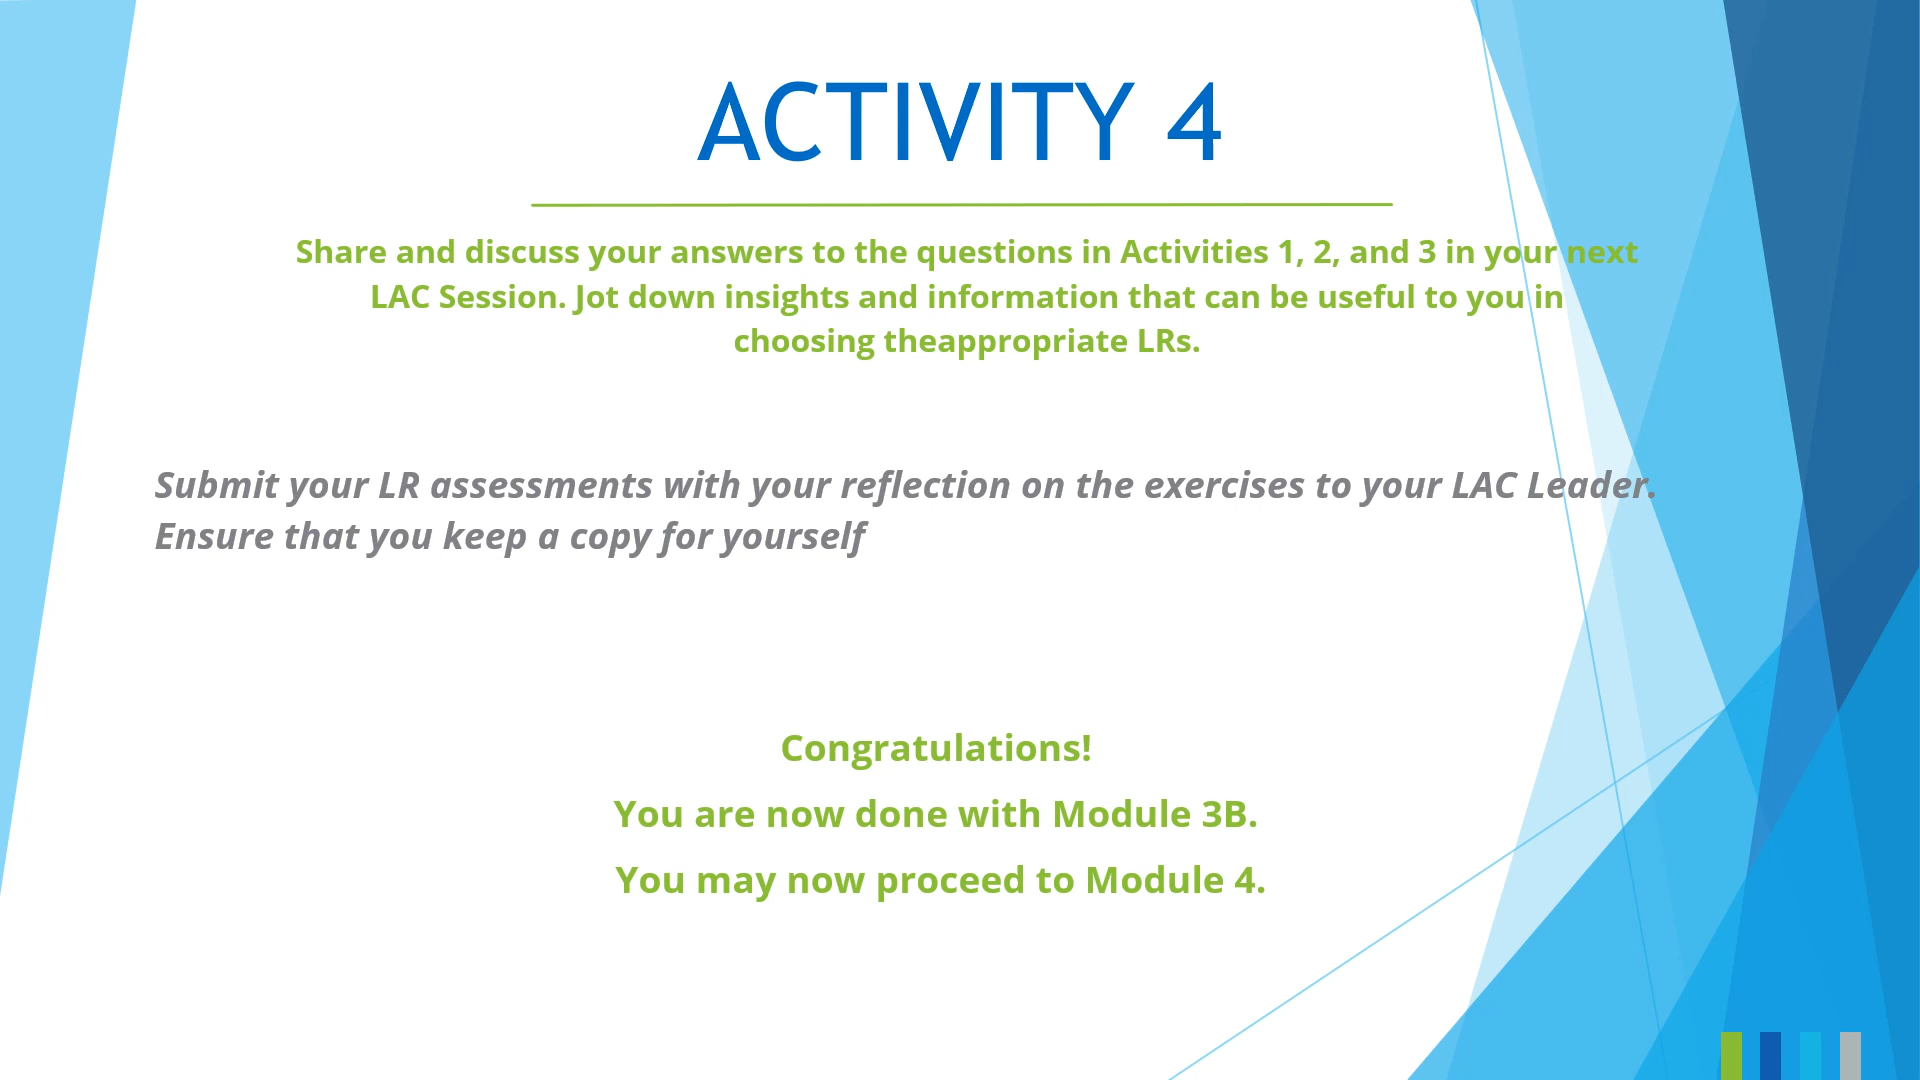 ACTIVITY 4
Share and discuss your answers to the questions in Activities 1, 2, and 3 in your next
LAC Session. Jot down insights and information that can be useful to you in
choosing theappropriate LRs.
Submit your LR assessments with your reflection on the exercises to your LAC Leader.
Ensure that you keep a copy for yourself
Congratulations!
You are now done with Module 3B.
You may now proceed to Module 4.